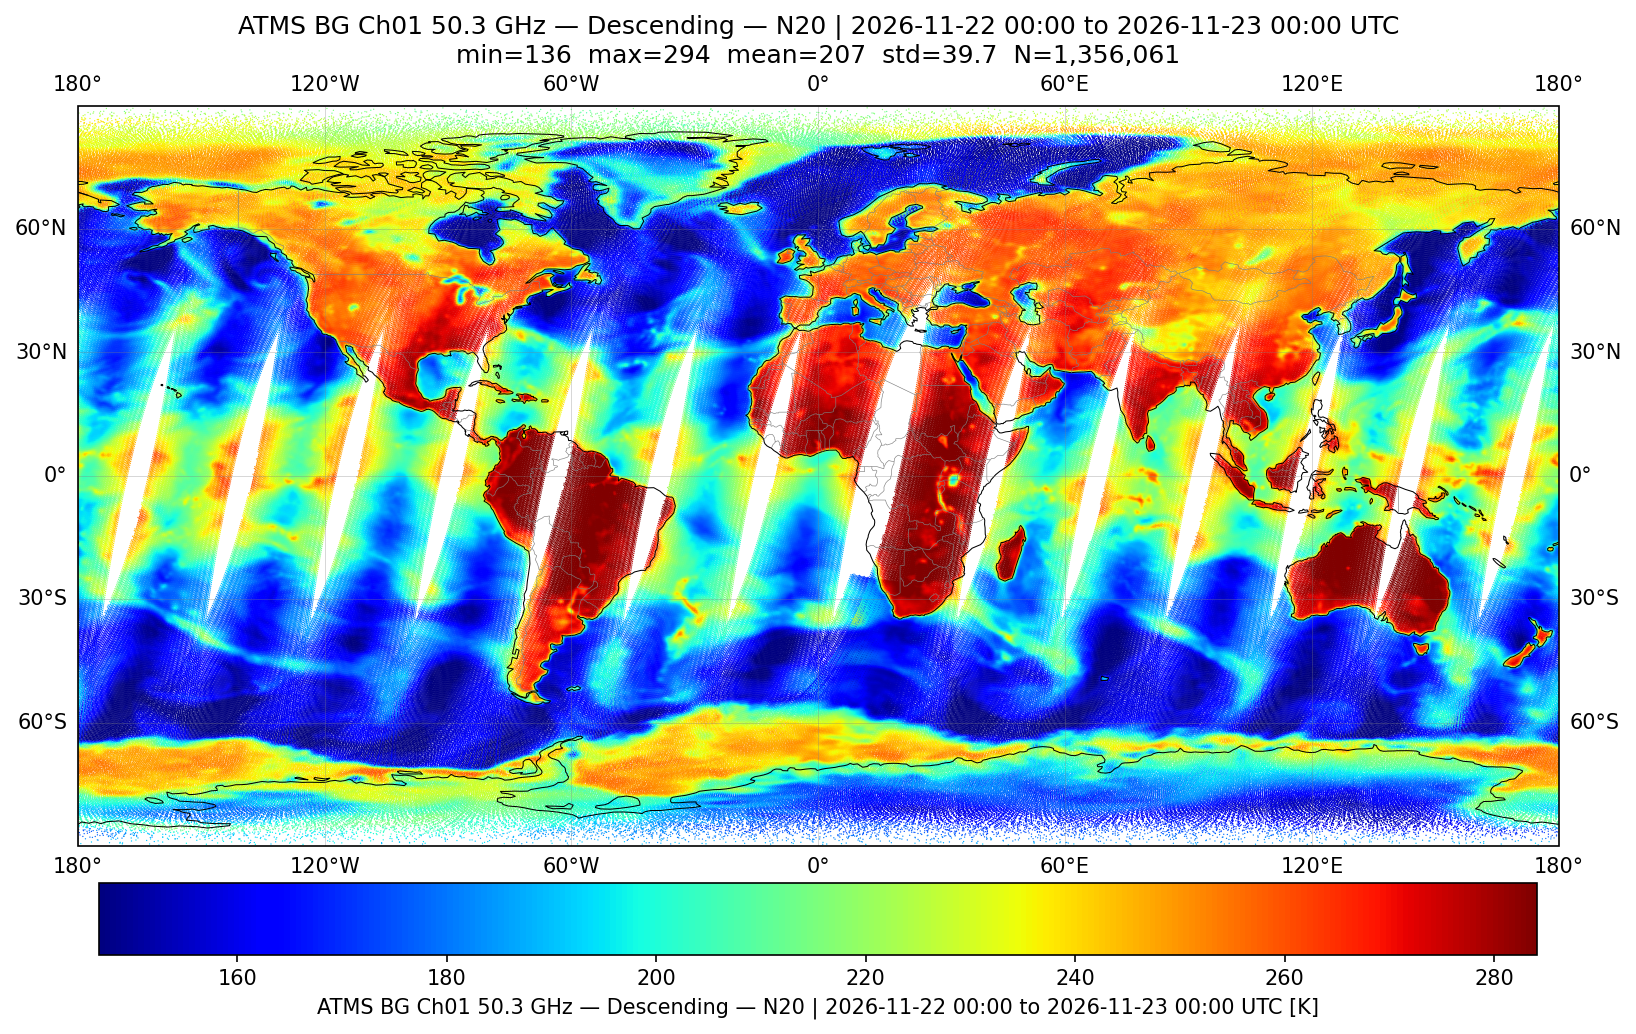 ATMS BG Ch01 50.3 GHz — Descending — N20 | 2026-11-22 00:00 to 2026-11-23 00:00 UTC
min=136  max=294  mean=207  std=39.7  N=1,356,061
180° 120°W 60°W 0° 60°E 120°E 180°
60°N 60°N
30°N 30°N
0° 0°
30°S 30°S
60°S 60°S
180° 120°W 60°W 0° 60°E 120°E 180°
160 180 200 220 240 260 280
ATMS BG Ch01 50.3 GHz — Descending — N20 | 2026-11-22 00:00 to 2026-11-23 00:00 UTC [K]